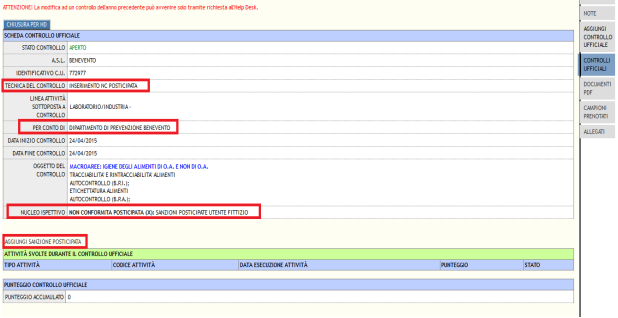 ATTENZIONE! La modifica ad un controllo dellanno precedente può avvenire solo tramite richiesta allHelp Desk.
CHIUSURA PER HD
SCHEDA CONTROLLO UFFICIALE
STATO CONTROLLO APERTO
A.S.L. BENEVENTO
IDENTIFICATIVO C.U. 772977
TECNICA DEL CONTROLLO INSERIMENTO NC POSTICIPATA
LINEA ATTIVITÀ SOTTOPOSTA A CONTROLLO LABORATORIO/INDUSTRIA -
PER CONTO DI DIPARTIMENTO DI PREVENZIONE BENEVENTO
DATA INIZIO CONTROLLO 24/04/2015
DATA FINE CONTROLLO 24/04/2015
OGGETTO DEL CONTROLLO MACROAREE: IGIENE DEGLI ALIMENTI DI O.A. E NON DI O.A.
TRACCIABILITA' E RINTRACCIABILITA' ALIMENTI
AUTOCONTROLLO (B.P.I.);
ETICHETTATURA ALIMENTI
AUTOCONTROLLO (B.P.A.);
NUCLEO ISPETTIVO NON CONFORMITA POSTICIPATA (X): SANZIONI POSTICIPATE UTENTE FITTIZIO
AGGIUNGI SANZIONE POSTICIPATA
ATTIVITÀ SVOLTE DURANTE IL CONTROLLO UFFICIALE
TIPO ATTIVITÀ CODICE ATTIVITÀ DATA ESECUZIONE ATTIVITÀ PUNTEGGIO STATO
PUNTEGGIO CONTROLLO UFFICIALE
PUNTEGGIO ACCUMULATO 0
NOTE
AGGIUNGI
CONTROLLO
UFFICIALE
CONTROLLI
UFFICIALI
DOCUMENTI
PDF
CAMPIONI
PRENOTATI
ALLEGATI